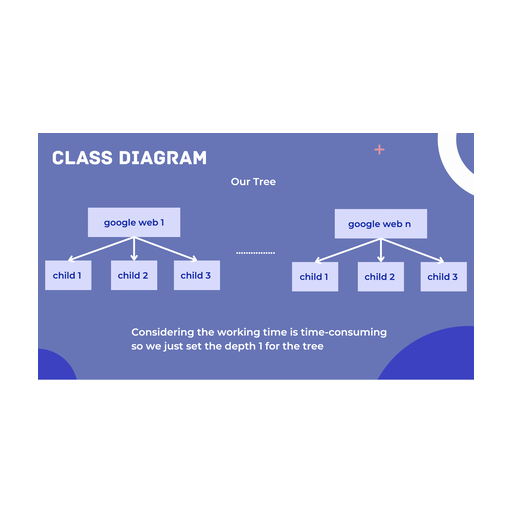 CLASS DIAGRAM
Our Tree
google web 1
google web n
child 1
child 2
child 3
child 1
child 2
child 3
Considering the working time is time-consuming
so we just set the depth 1 for the tree